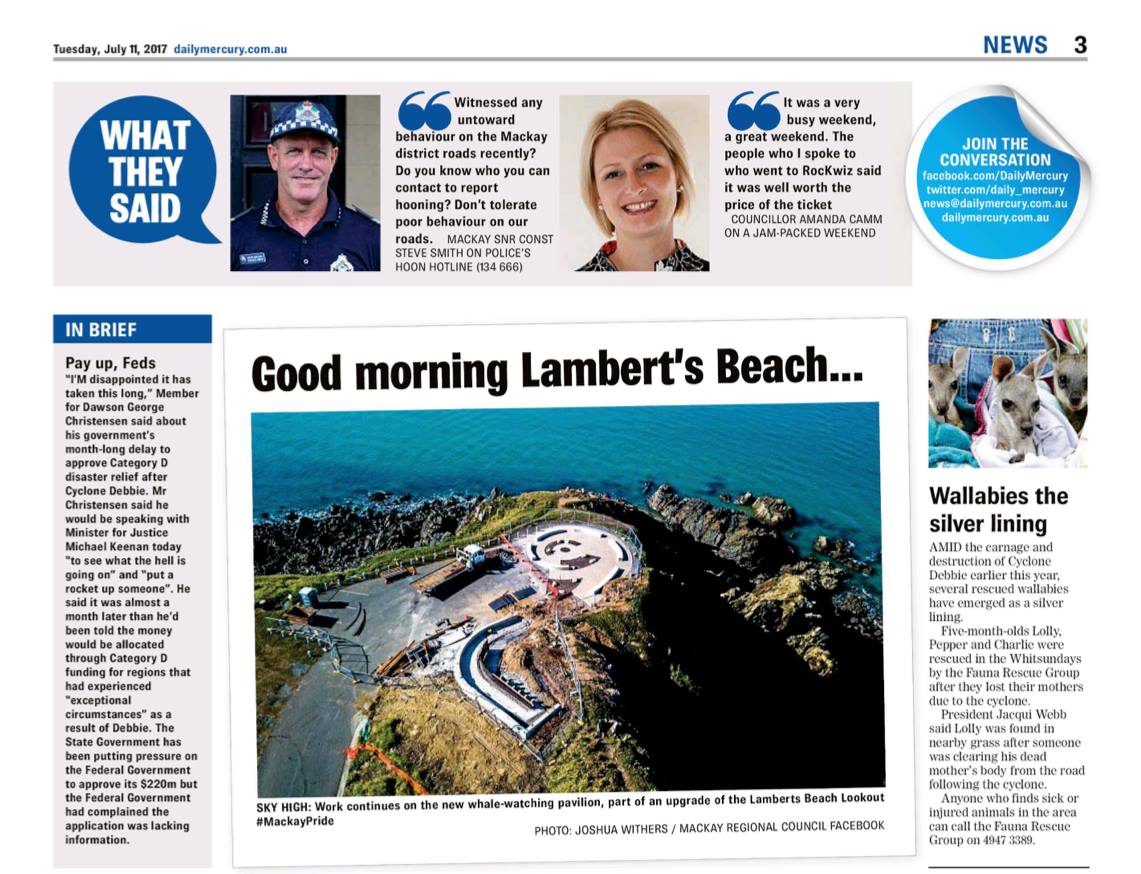 Tuesday, July 11, 2017 dailymercury.com.au
NEWS 3
WHAT
THEY
SAID
Witnessed any
untoward
behaviour on the Mackay
district roads recently?
Do you know who you can
contact to report
hooning? Don't tolerate
poor behaviour on our
roads. MACKAY SNR CONST
STEVE SMITH ON POLICE'S
HOON HOTLINE (134 666)
It was a very
busy weekend,
a great weekend. The
people who I spoke to
who went to RocKwiz said
it was well worth the
price of the ticket
COUNCILLOR AMANDA CAMM
ON A JAM-PACKED WEEKEND
JOIN THE
CONVERSATION
facebook.com/DailyMercury
twitter.com/daily_mercury
news@dailymercury.com.au
dailymercury.com.au
IN BRIEF
Pay up, Feds
"I'M disappointed it has
taken this long," Member
for Dawson George
Christensen said about
his government's
month-long delay to
approve Category D
disaster relief after
Cyclone Debbie. Mr
Christensen said he
would be speaking with
Minister for Justice
Michael Keenan today
"to see what the hell is
going on" and "put a
rocket up someone". He
said it was almost a
month later than he'd
been told the money
would be allocated
through Category D
funding for regions that
had experienced
"exceptional
circumstances" as a
result of Debbie. The
State Government has
been putting pressure on
the Federal Government
to approve its $220m but
the Federal Government
had complained the
application was lacking
information.
Good morning Lambert's Beach...
SKY HIGH: Work continues on the new whale-watching pavilion, part of an upgrade of the Lamberts Beach Lookout
#MackayPride
PHOTO: JOSHUA WITHERS / MACKAY REGIONAL COUNCIL FACEBOOK
Wallabies the
silver lining
AMID the carnage and
destruction of Cyclone
Debbie earlier this year,
several rescued wallabies
have emerged as a silver
lining.
Five-month-olds Lolly,
Pepper and Charlie were
rescued in the Whitsundays
by the Fauna Rescue Group
after they lost their mothers
due to the cyclone.
President Jacqui Webb
said Lolly was found in
nearby grass after someone
was clearing his dead
mother's body from the road
following the cyclone.
Anyone who finds sick or
injured animals in the area
can call the Fauna Rescue
Group on 4947 3389.